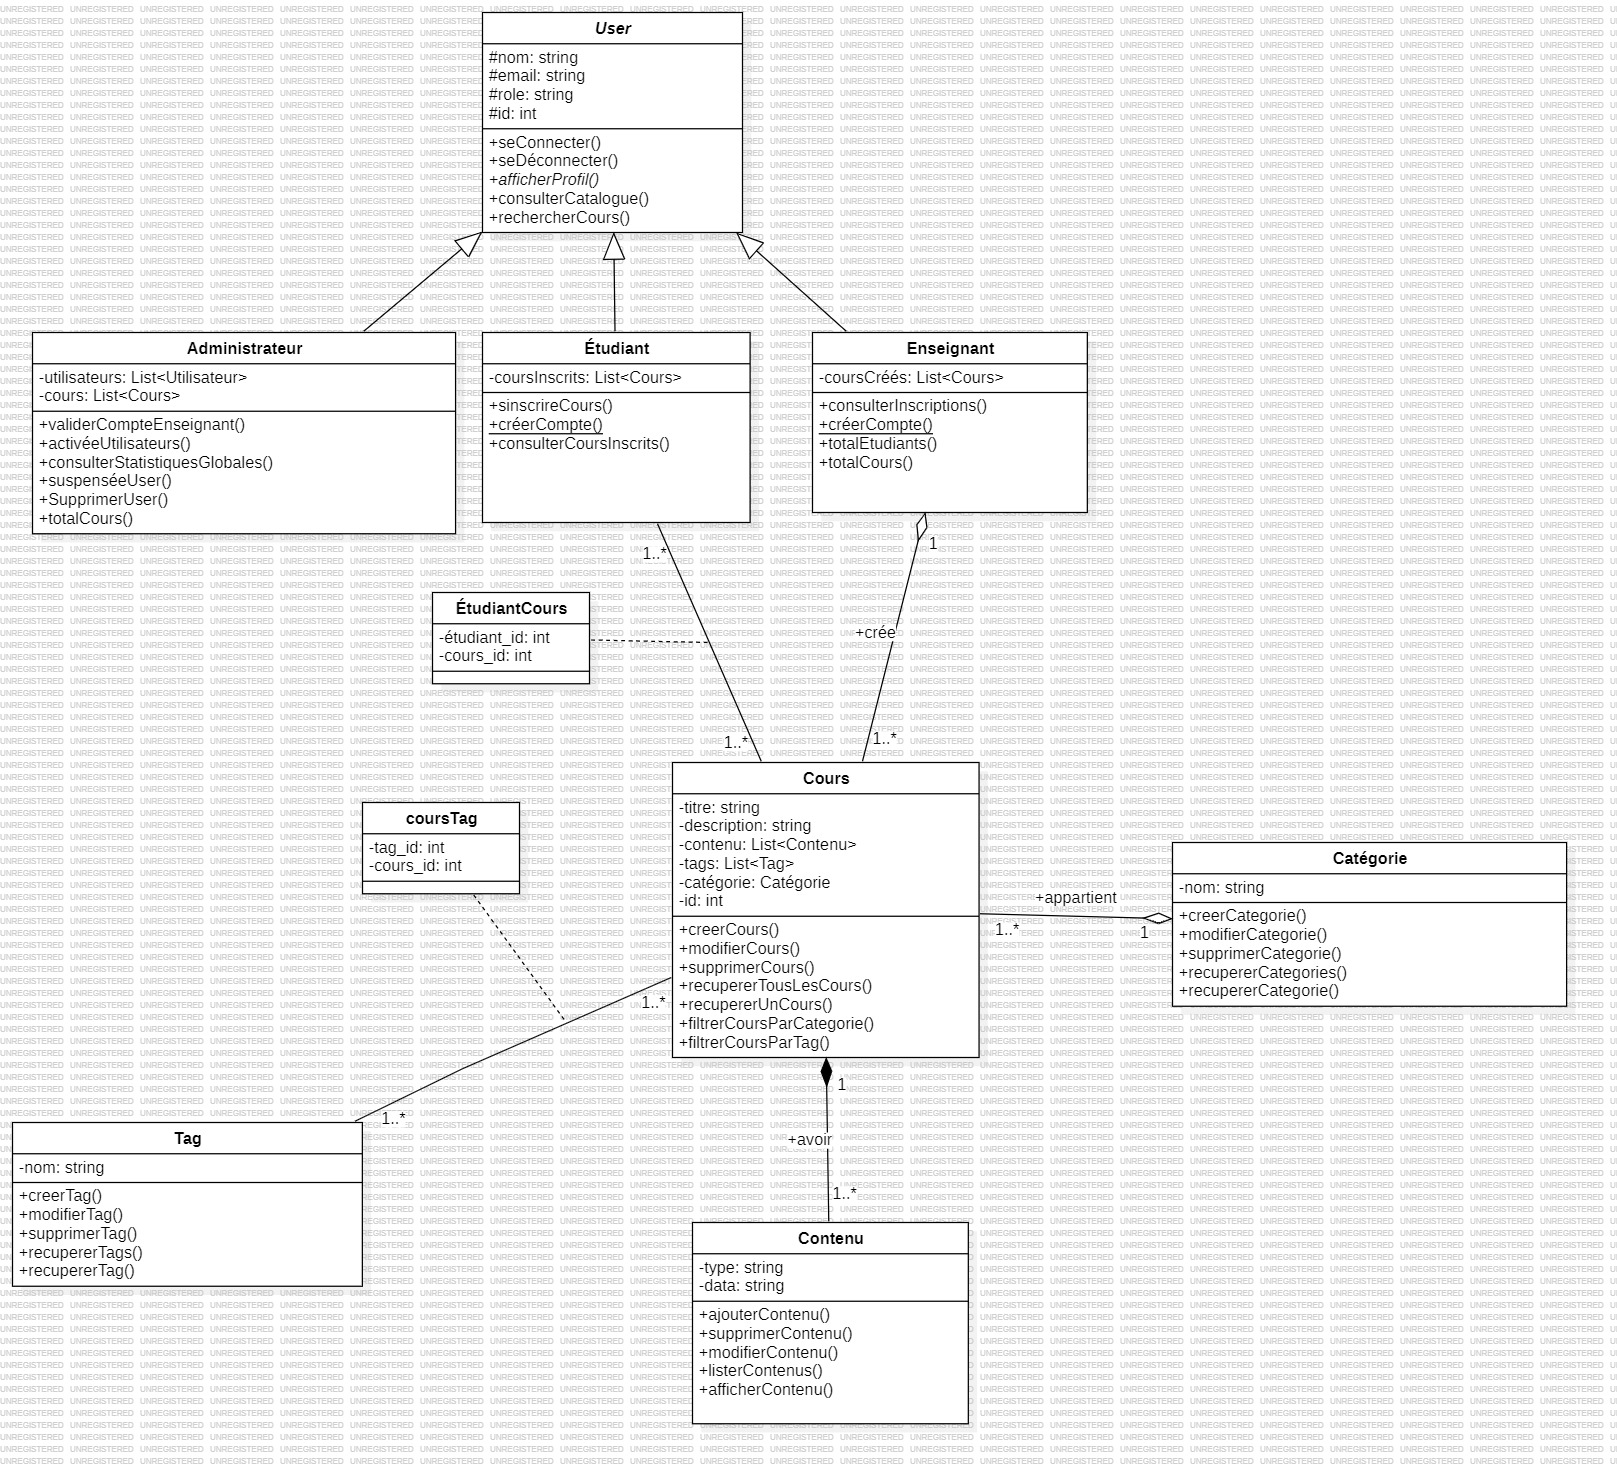 User
#nom: string
#email: string
#role: string
#id: int
+seConnecter()
+seDéconnecter()
+afficherProfil()
+consulterCatalogue()
+rechercherCours()
Administrateur
-utilisateurs: List<Utilisateur>
-cours: List<Cours>
+validerCompteEnseignant()
+activéeUtilisateurs()
+consulterStatistiquesGlobales()
+suspenséeUser()
+SupprimerUser()
+totalCours()
Étudiant
-coursInscrits: List<Cours>
+sinscrireCours()
+créerCompte()
+consulterCoursInscrits()
Enseignant
-coursCréés: List<Cours>
+consulterInscriptions()
+créerCompte()
+totalEtudiants()
+totalCours()
1..*
1
ÉtudiantCours
-étudiant_id: int
-cours_id: int
+crée
1..*
1..*
coursTag
-tag_id: int
-cours_id: int
Cours
-titre: string
-description: string
-contenu: List<Contenu>
-tags: List<Tag>
-catégorie: Catégorie
-id: int
+creerCours()
+modifierCours()
+supprimerCours()
+recupererTousLesCours()
+recupererUnCours()
+filtrerCoursParCategorie()
+filtrerCoursParTag()
+appartient
1..*
1
Catégorie
-nom: string
+creerCategorie()
+modifierCategorie()
+supprimerCategorie()
+recupererCategories()
+recupererCategorie()
1..*
1..*
Tag
-nom: string
+creerTag()
+modifierTag()
+supprimerTag()
+recupererTags()
+recupererTag()
1
+avoir
1..*
Contenu
-type: string
-data: string
+ajouterContenu()
+supprimerContenu()
+modifierContenu()
+listerContenus()
+afficherContenu()
UNREGISTERED